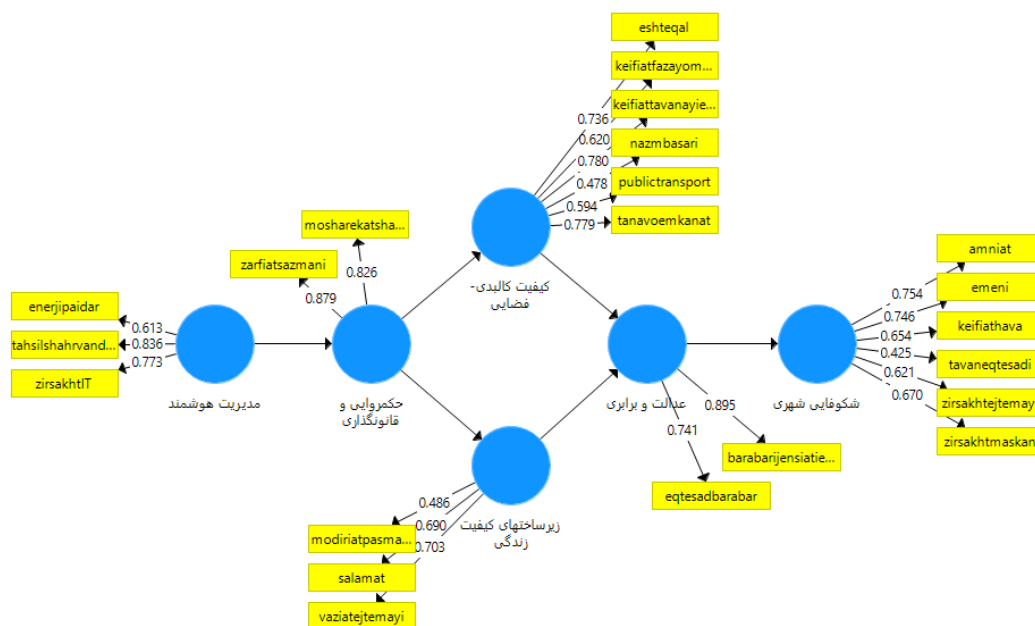 eshteqal
keifiatfazayom...
keifiattavanayie...
nazmbasari
publictransport
tanavoemkanat
0.736
0.620
0.780
0.478
0.594
0.779
کیفیت کالبدی-
فضایی
mosharekatsha...
zarfiatsazmani
0.826
0.879
حکمروایی و
قانونگذاری
enerjipaidar
tahsilshahrvand...
zirsakhtIT
0.613
0.836
0.773
مدیریت هوشمند
عدالت و برابری
0.895
0.741
barabarijensiatie...
eqtesadbarabar
شکوفایی شهری
amniat
emeni
keifiathava
tavaneqtesadi
zirsakhtejtemayi
zirsakhtmaskan
0.754
0.746
0.654
0.425
0.621
0.670
زیرساختهای کیفیت
زندگی
0.486
0.690
0.703
modiriatpasma...
salamat
vaziatejtemayi